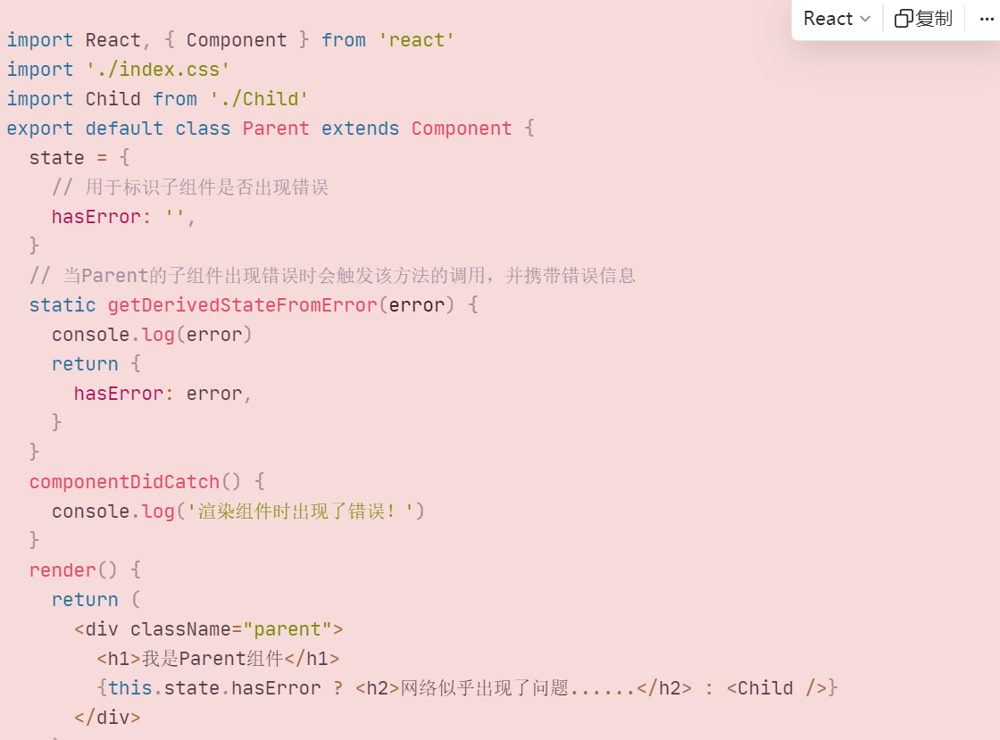 React 复制 ...
import React, { Component } from 'react'
import './index.css'
import Child from './Child'
export default class Parent extends Component {
  state = {
    // 用于标识子组件是否出现错误
    hasError: '',
  }
  // 当Parent的子组件出现错误时会触发该方法的调用，并携带错误信息
  static getDerivedStateFromError(error) {
    console.log(error)
    return {
      hasError: error,
    }
  }
  componentDidCatch() {
    console.log('渲染组件时出现了错误！')
  }
  render() {
    return (
      <div className="parent">
        <h1>我是Parent组件</h1>
        {this.state.hasError ? <h2>网络似乎出现了问题......</h2> : <Child />}
      </div>